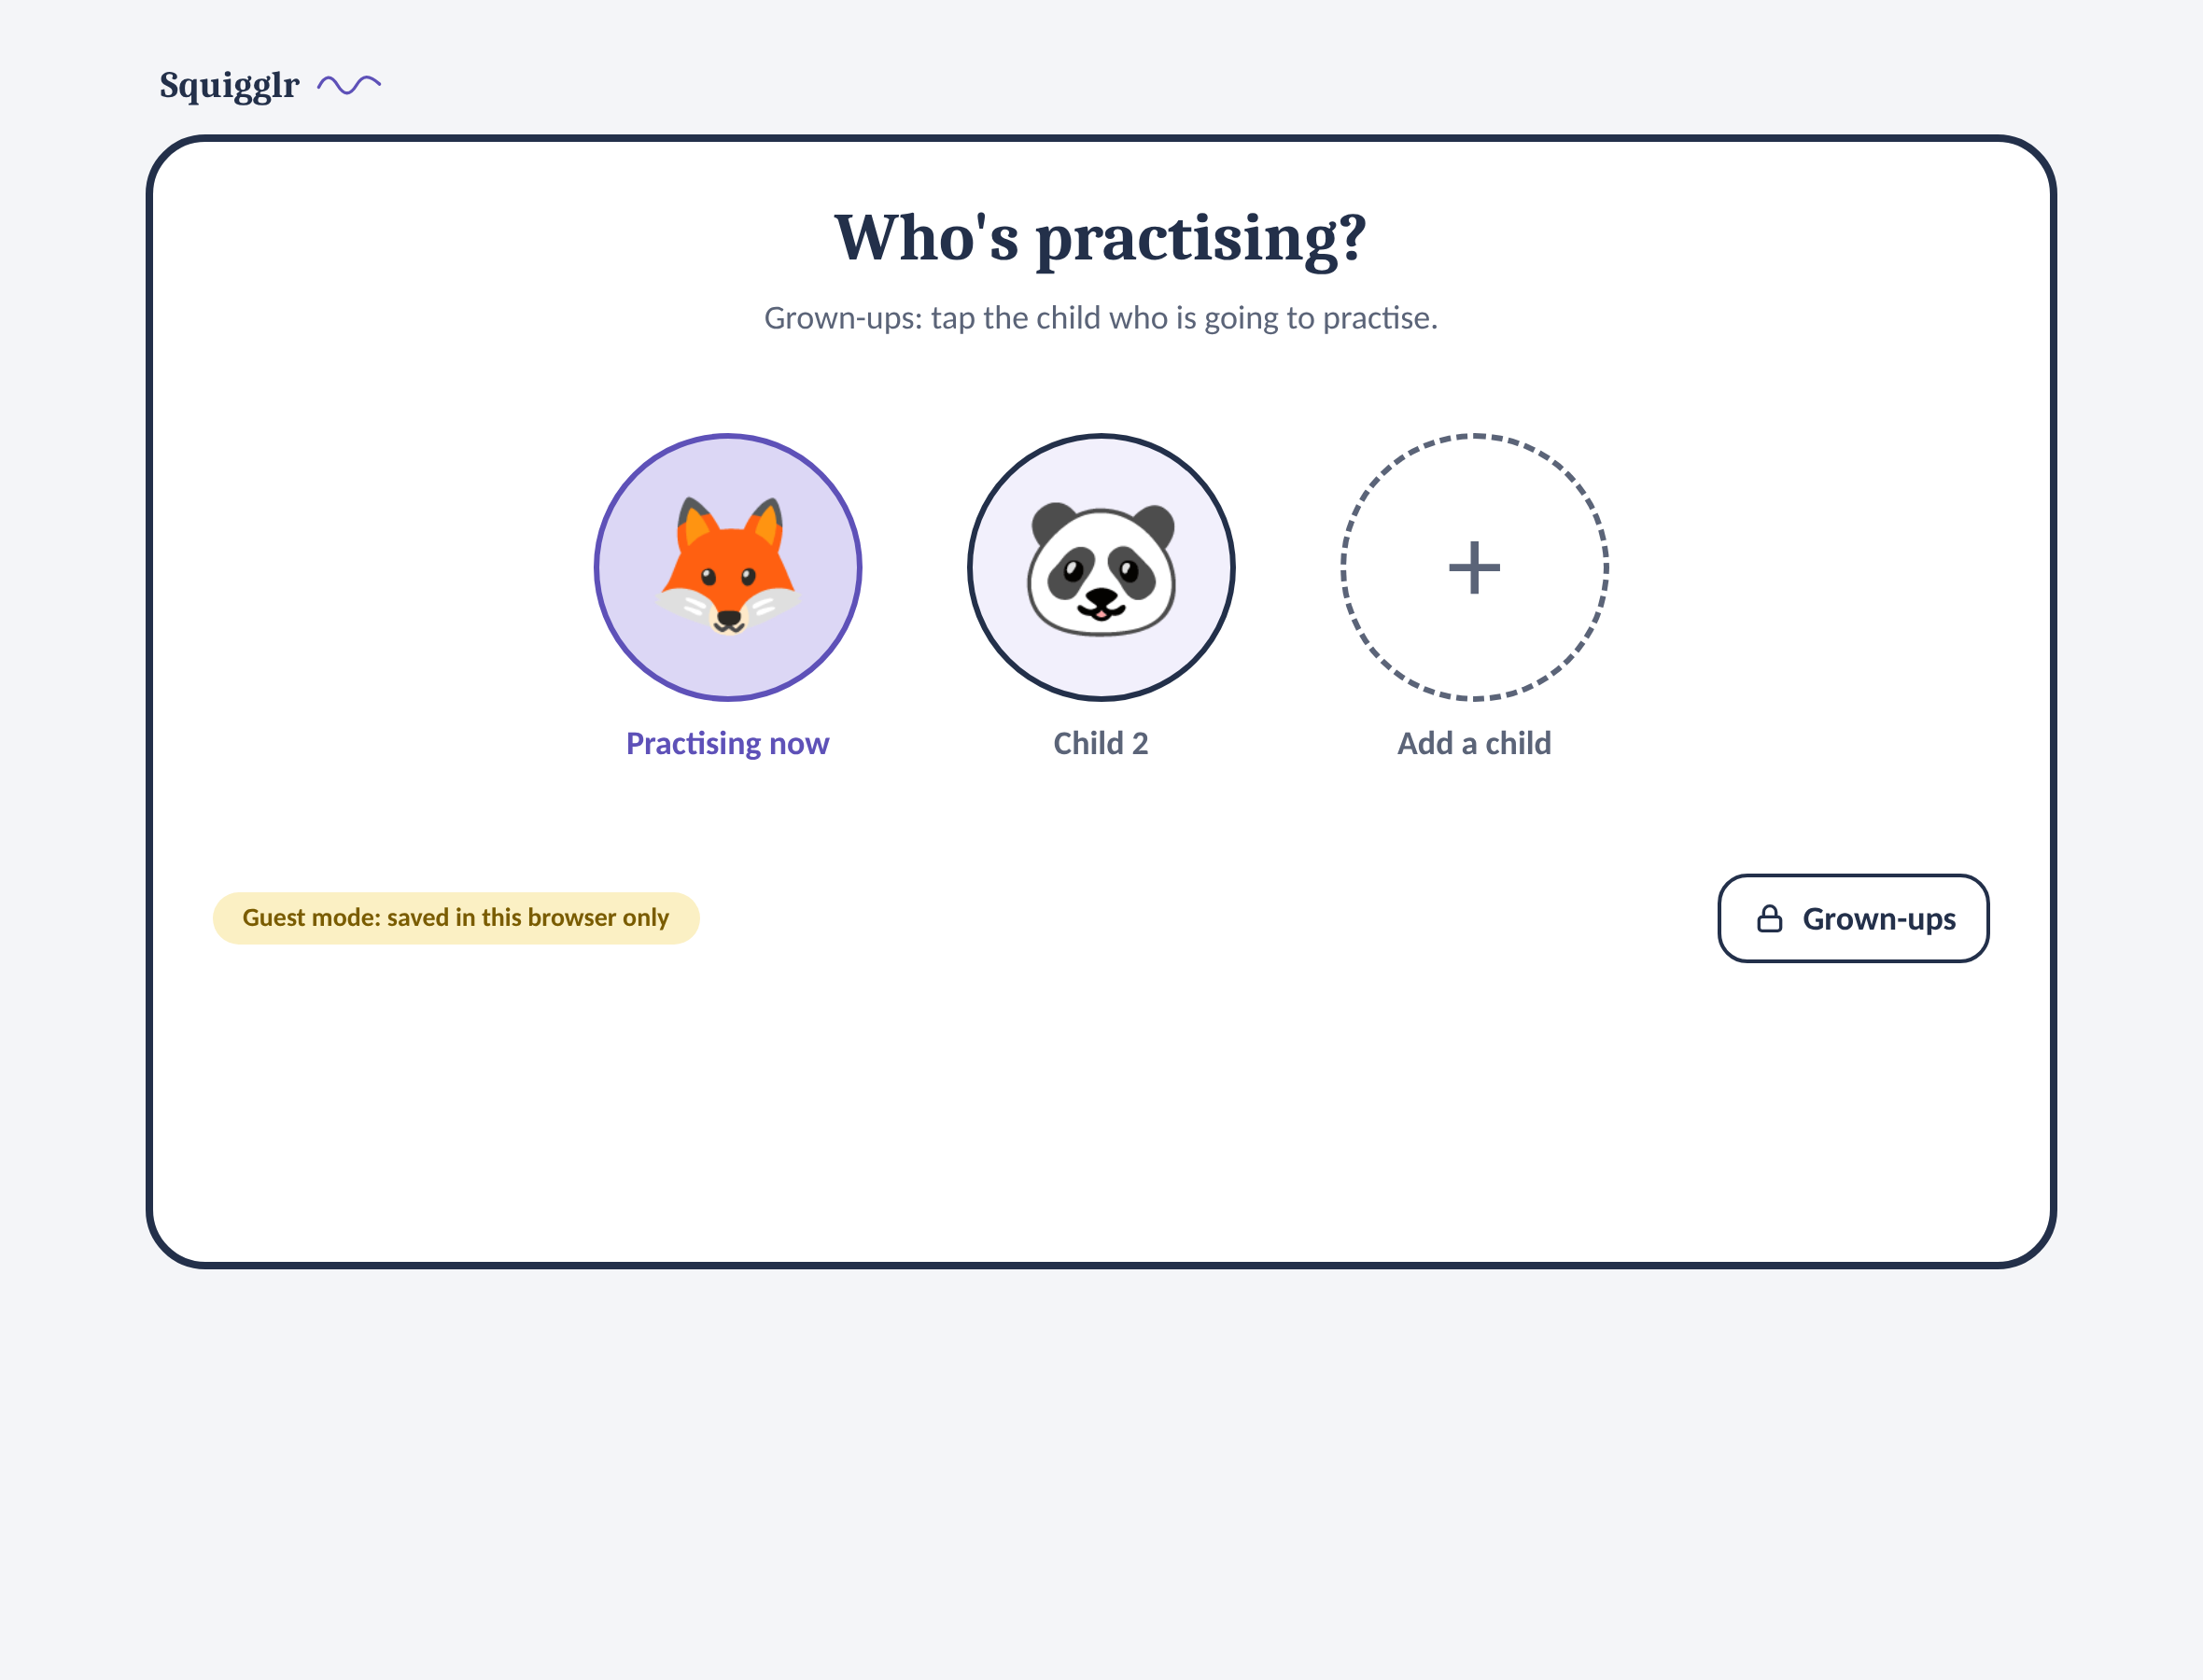 Squigglr
Who's practising?
Grown-ups: tap the child who is going to practise.
Practising now
Child 2
Add a child
Guest mode: saved in this browser only
Grown-ups